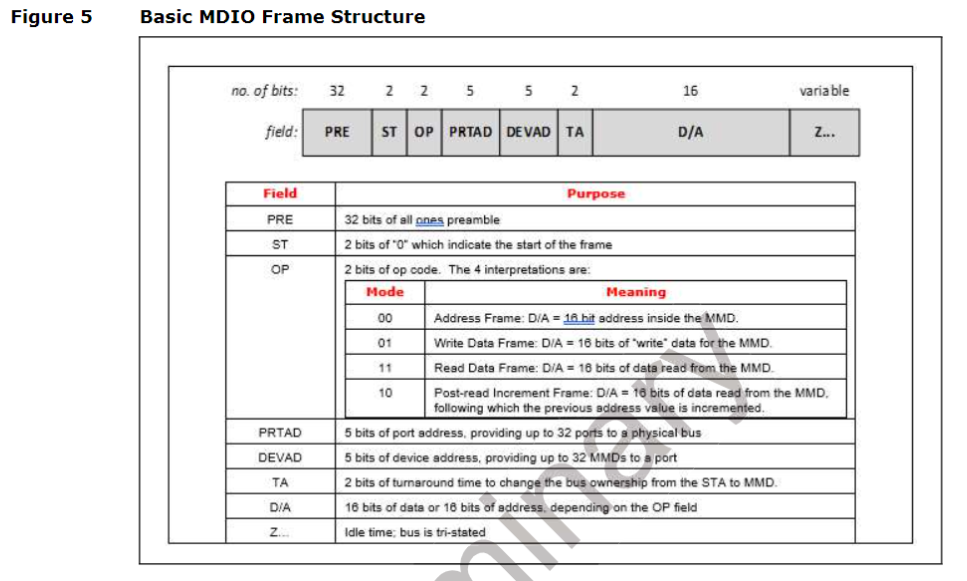 Figure 5 Basic MDIO Frame Structure
no. of bits: 32 2 2 5 5 2 16 variable
field: PRE ST OP PRTAD DEVAD TA D/A Z...
Field Purpose
PRE 32 bits of all ones preamble
ST 2 bits of "0" which indicate the start of the frame
OP 2 bits of op code. The 4 interpretations are:
Mode Meaning
00 Address Frame: D/A = 16 bit address inside the MMD.
01 Write Data Frame: D/A = 16 bits of "write" data for the MMD.
11 Read Data Frame: D/A = 16 bits of data read from the MMD.
10 Post-read Increment Frame: D/A = 16 bits of data read from the MMD,
following which the previous address value is incremented.
PRTAD 5 bits of port address, providing up to 32 ports to a physical bus
DEVAD 5 bits of device address, providing up to 32 MMDs to a port
TA 2 bits of turnaround time to change the bus ownership from the STA to MMD.
D/A 16 bits of data or 16 bits of address, depending on the OP field
Z... Idle time; bus is tri-stated
minary